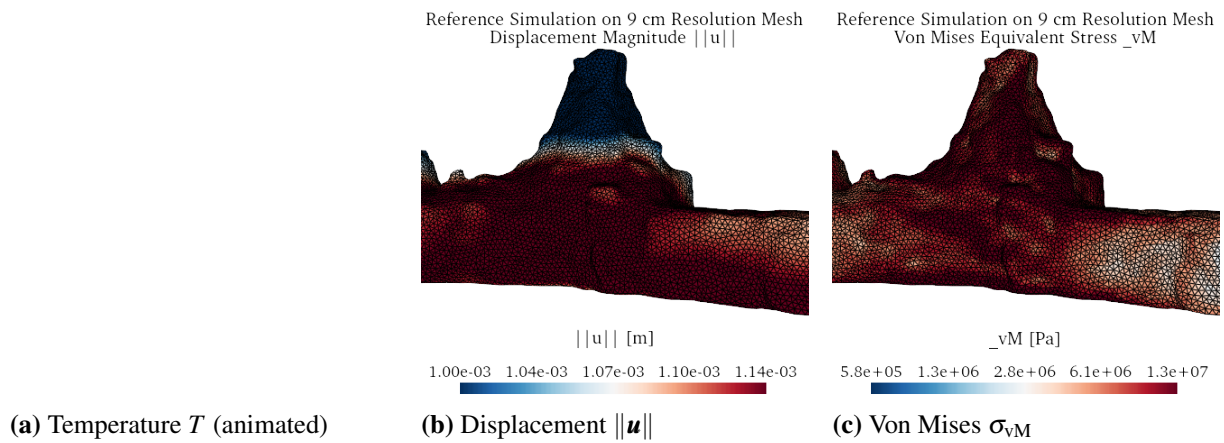 Reference Simulation on 9 cm Resolution Mesh
Displacement Magnitude ||u||
||u|| [m]
1.00e-03 1.04e-03 1.07e-03 1.10e-03 1.14e-03
Reference Simulation on 9 cm Resolution Mesh
Von Mises Equivalent Stress _vM
_vM [Pa]
5.8e+05 1.3e+06 2.8e+06 6.1e+06 1.3e+07
(a) Temperature T (animated)
(b) Displacement ‖u‖
(c) Von Mises σvM